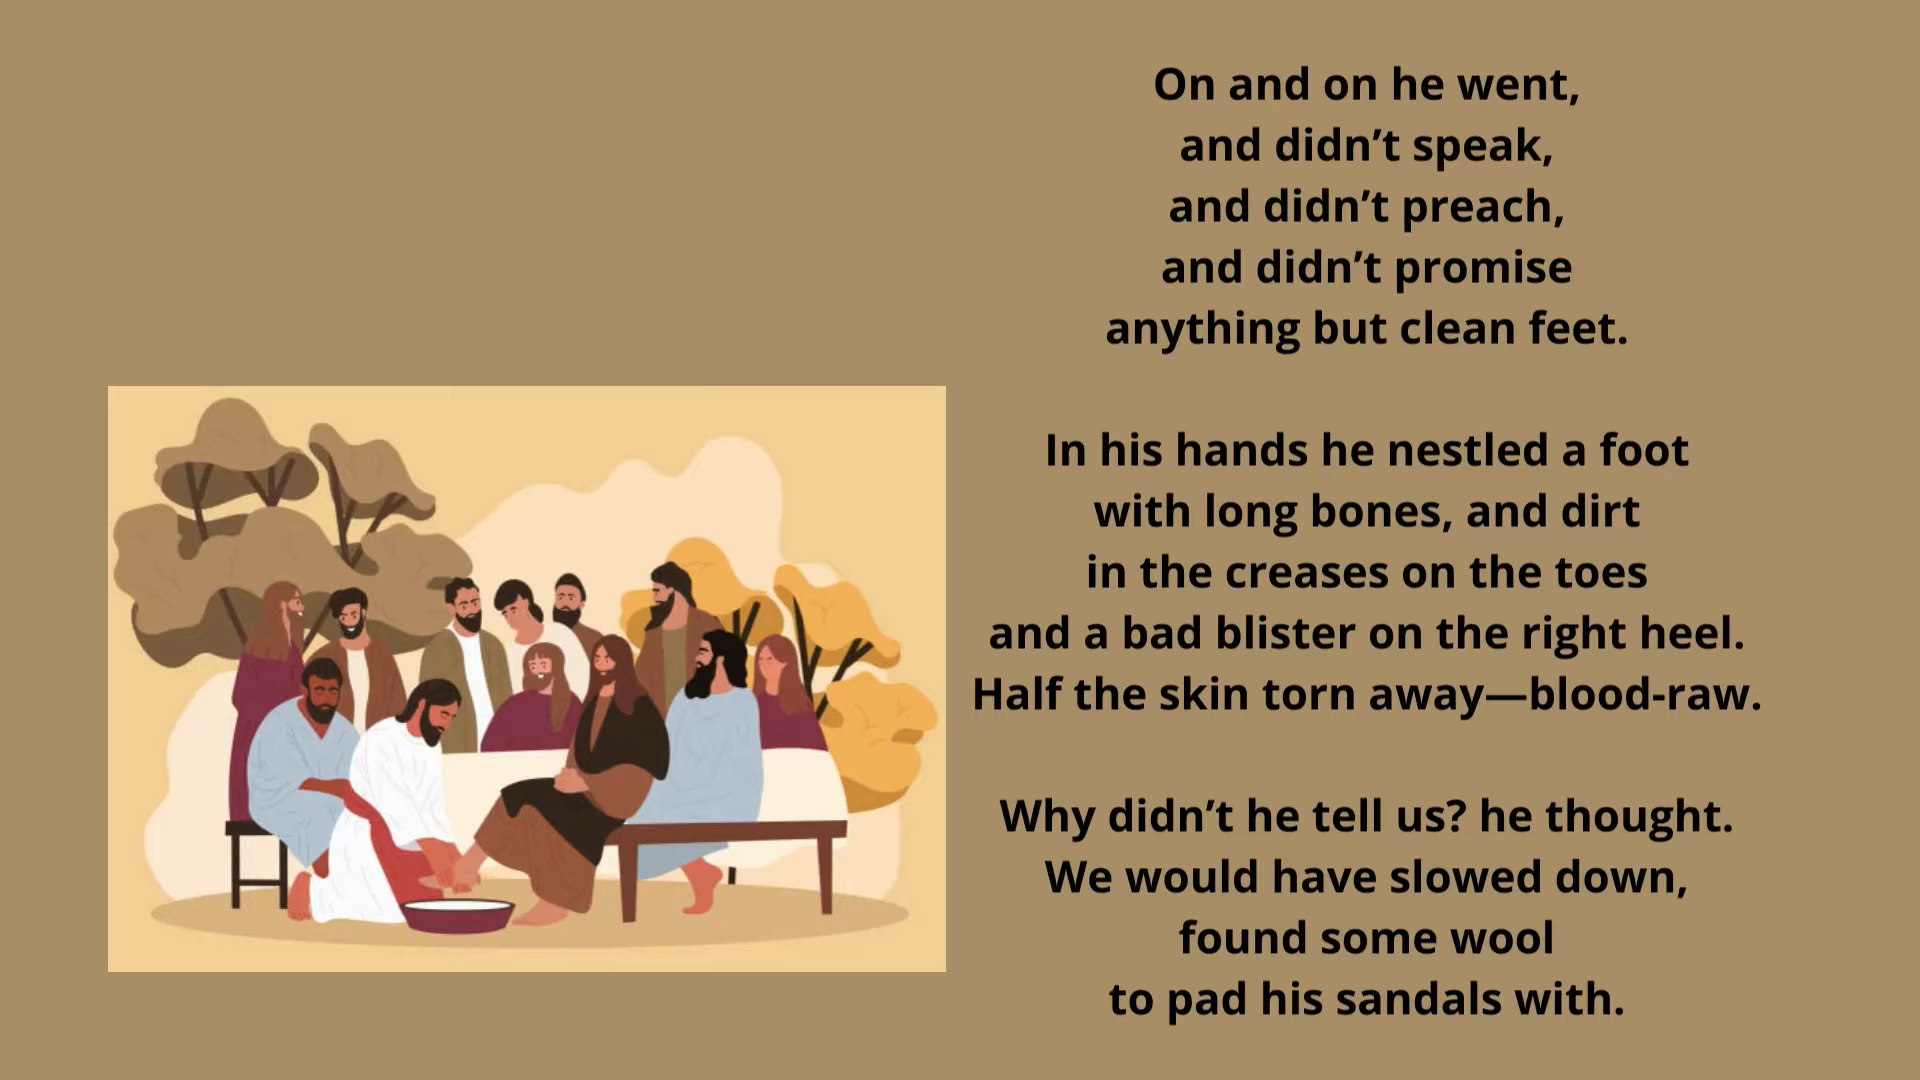 On and on he went,
and didn’t speak,
and didn’t preach,
and didn’t promise
anything but clean feet.
In his hands he nestled a foot
with long bones, and dirt
in the creases on the toes
and a bad blister on the right heel.
Half the skin torn away—blood-raw.
Why didn’t he tell us? he thought.
We would have slowed down,
found some wool
to pad his sandals with.